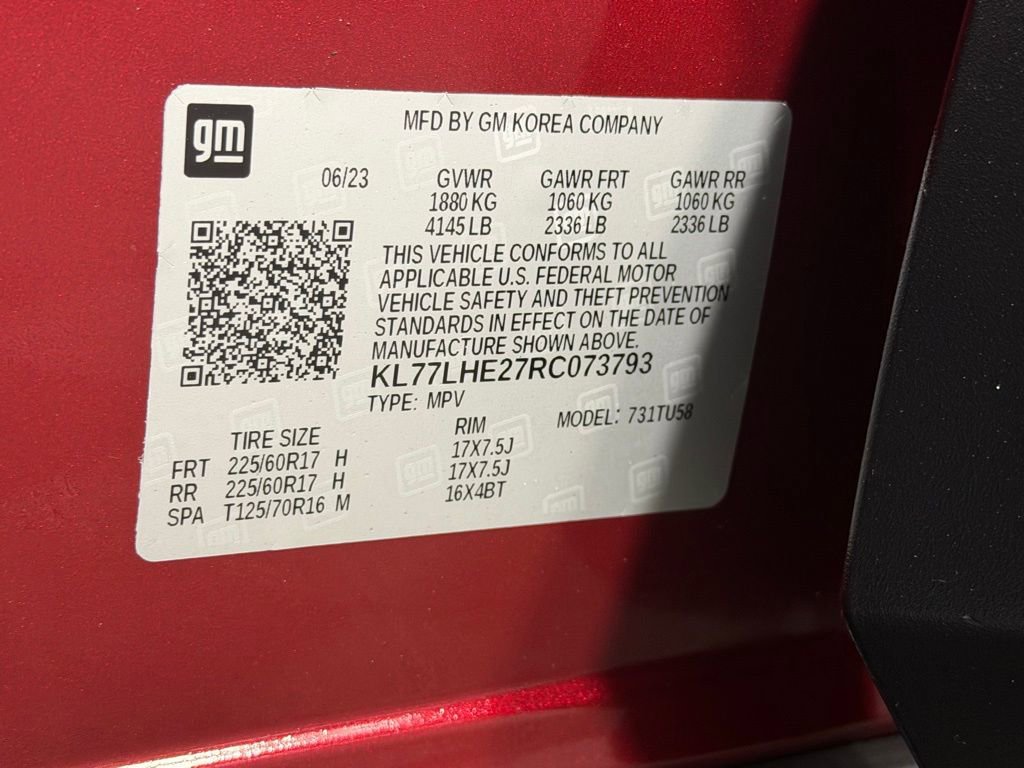 gm
MFD BY GM KOREA COMPANY
06/23 GVWR GAWR FRT GAWR RR
1880 KG 1060 KG 1060 KG
4145 LB 2336 LB 2336 LB
THIS VEHICLE CONFORMS TO ALL
APPLICABLE U.S. FEDERAL MOTOR
VEHICLE SAFETY AND THEFT PREVENTION
STANDARDS IN EFFECT ON THE DATE OF
MANUFACTURE SHOWN ABOVE.
KL77LHE27RC073793
TYPE: MPV MODEL: 731TU58
TIRE SIZE RIM
FRT 225/60R17 H 17X7.5J
RR 225/60R17 H 17X7.5J
SPA T125/70R16 M 16X4BT